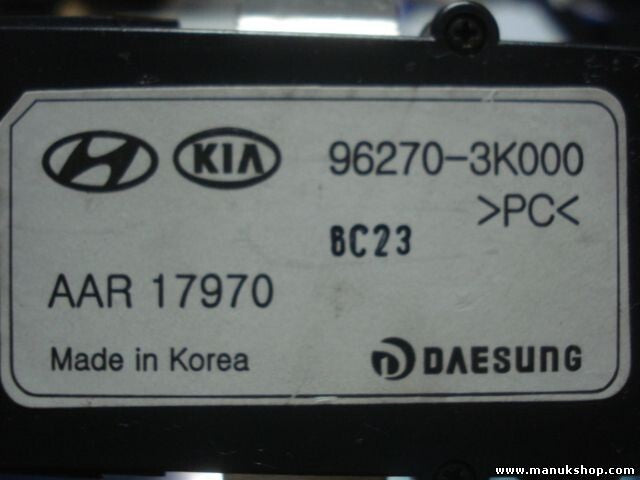 KIA 96270-3K000
>PC<
BC23
AAR 17970
Made in Korea DAESUNG
www.manukshop.com